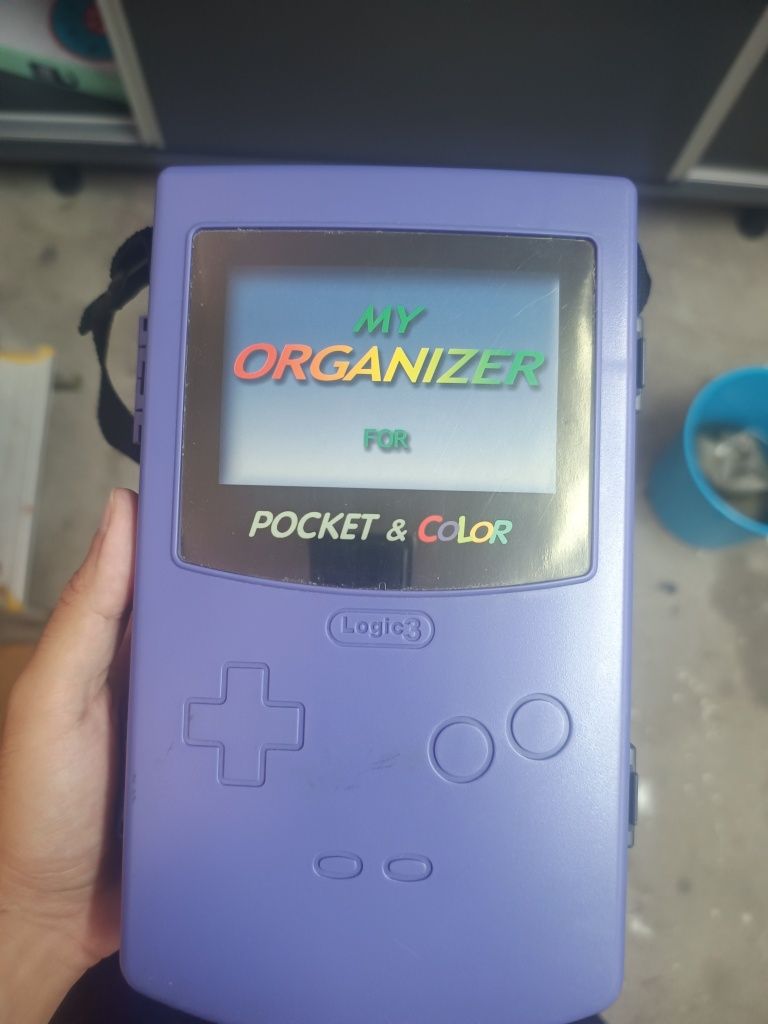 MY
ORGANIZER
FOR
POCKET & COLOR
Logic3